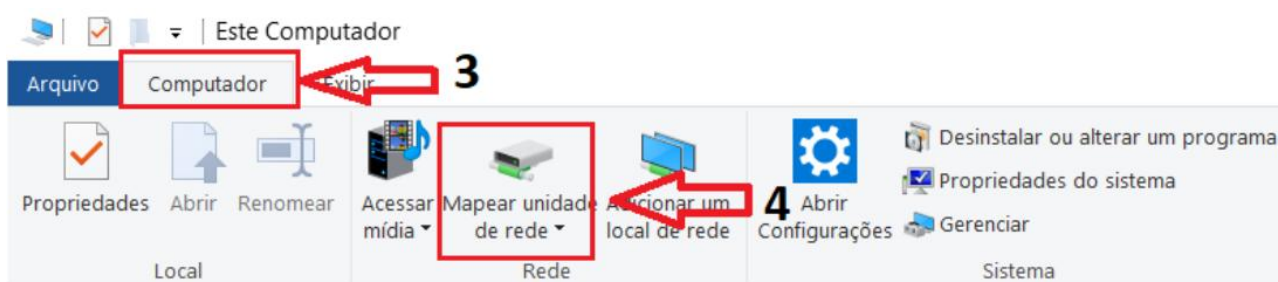 Este Computador
3
Arquivo Computador Exibir
Propriedades Abrir Renomear
Acessar mídia
Mapear unidade de rede
Adicionar um local de rede
4
Abrir Configurações
Desinstalar ou alterar um programa
Propriedades do sistema
Gerenciar
Local Rede Sistema